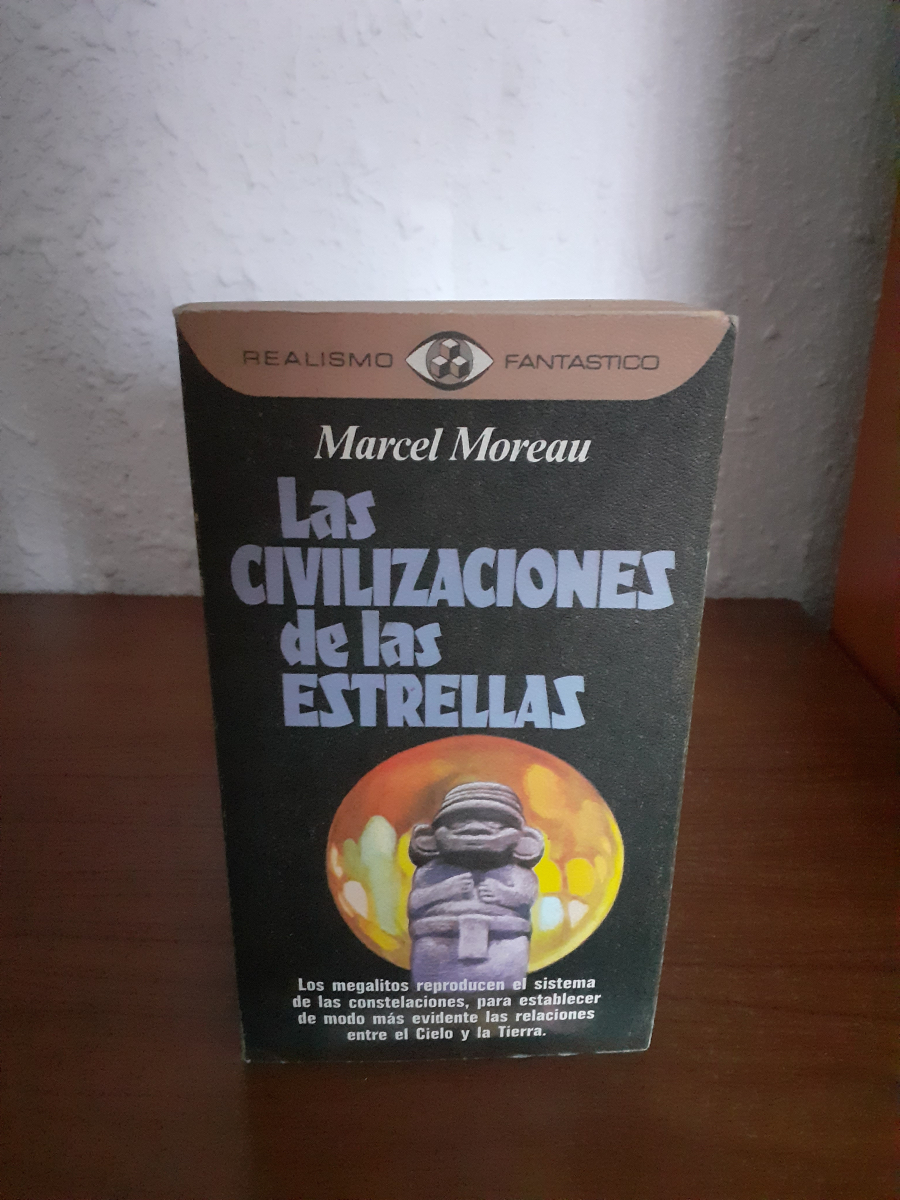 REALISMO FANTASTICO
Marcel Moreau
Las
CIVILIZACIONES
de las
ESTRELLAS
Los megalitos reproducen el sistema
de las constelaciones, para establecer
de modo más evidente las relaciones
entre el Cielo y la Tierra.